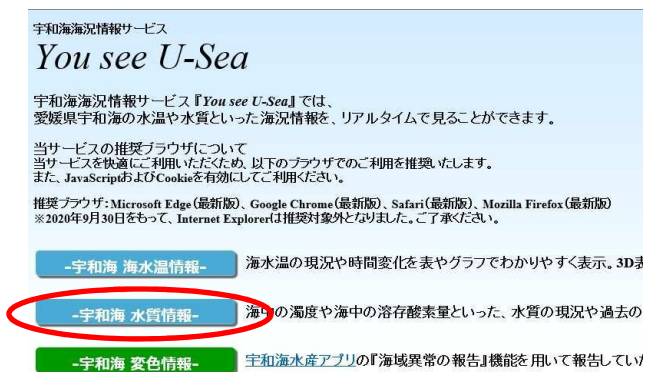 宇和海海況情報サービス
You see U-Sea
宇和海海況情報サービス『You see U-Sea』では、
愛媛県宇和海の水温や水質といった海況情報を、リアルタイムで見ることができます。
当サービスの推奨ブラウザについて
当サービスを快適にご利用いただくため、以下のブラウザでのご利用を推奨いたします。
また、JavaScriptおよびCookieを有効にしてご利用ください。
推奨ブラウザ:Microsoft Edge(最新版)、Google Chrome(最新版)、Safari(最新版)、Mozilla Firefox(最新版)
※2020年9月30日をもって、Internet Explorerは推奨対象外となりました。ご了承ください。
-宇和海 海水温情報- 海水温の現況や時間変化を表やグラフでわかりやすく表示。3D
-宇和海 水質情報- 海中の濁度や海中の溶存酸素量といった、水質の現況や過去の
-宇和海 変色情報- 宇和海水産アプリの『海域異常の報告』機能を用いて報告してい